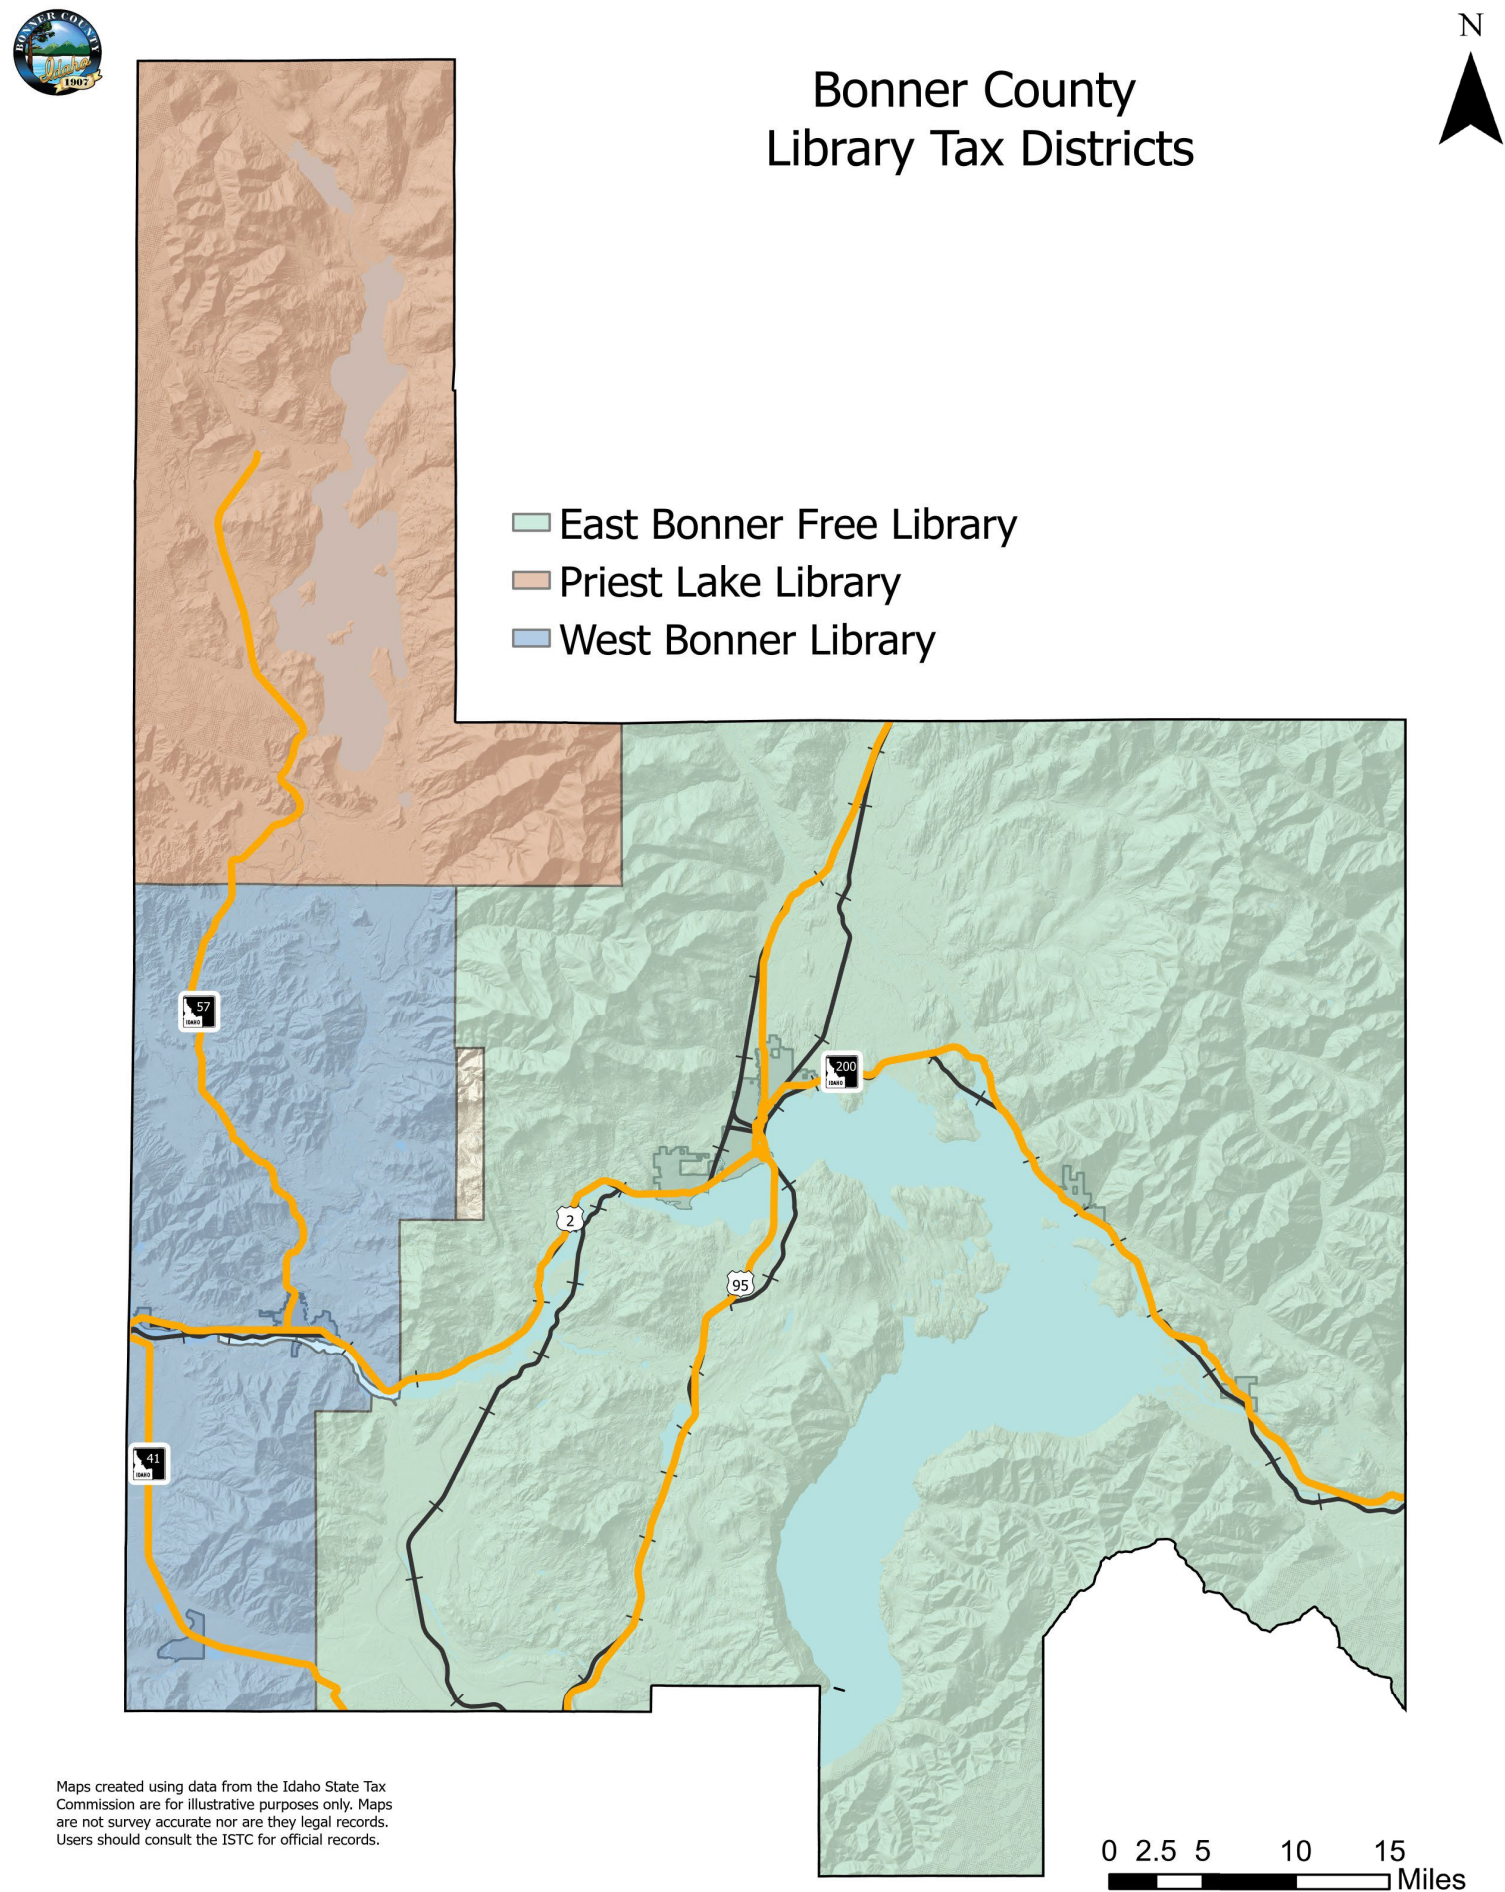 BONNER COUNTY
Idaho
1907
N
Bonner County
Library Tax Districts
East Bonner Free Library
Priest Lake Library
West Bonner Library
57
IDAHO
200
IDAHO
2
95
41
IDAHO
Maps created using data from the Idaho State Tax
Commission are for illustrative purposes only. Maps
are not survey accurate nor are they legal records.
Users should consult the ISTC for official records.
0 2.5 5 10 15
Miles